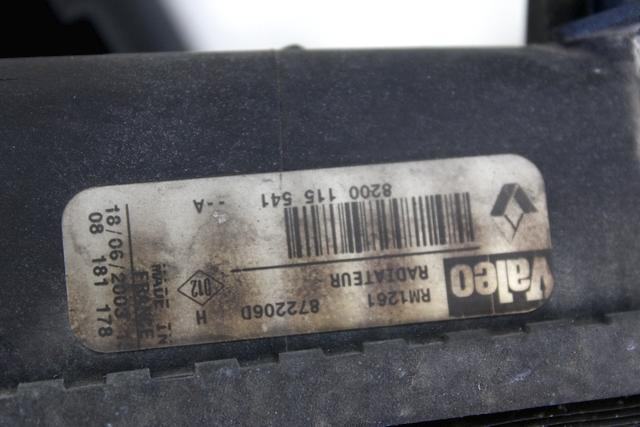 Valeo
RM1261
RADIATEUR
872206D
H
012
8200 115 541
--A
MADE IN
FRANCE
18/06/2003
08 181 178